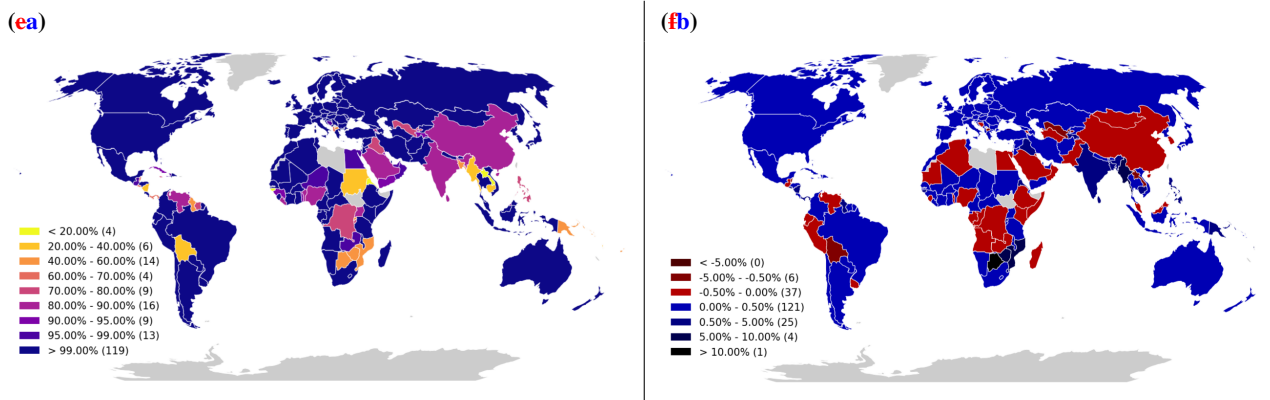 (ea)
< 20.00% (4)
20.00% - 40.00% (6)
40.00% - 60.00% (14)
60.00% - 70.00% (4)
70.00% - 80.00% (9)
80.00% - 90.00% (16)
90.00% - 95.00% (9)
95.00% - 99.00% (13)
> 99.00% (119)
(fb)
< -5.00% (0)
-5.00% - -0.50% (6)
-0.50% - 0.00% (37)
0.00% - 0.50% (121)
0.50% - 5.00% (25)
5.00% - 10.00% (4)
> 10.00% (1)